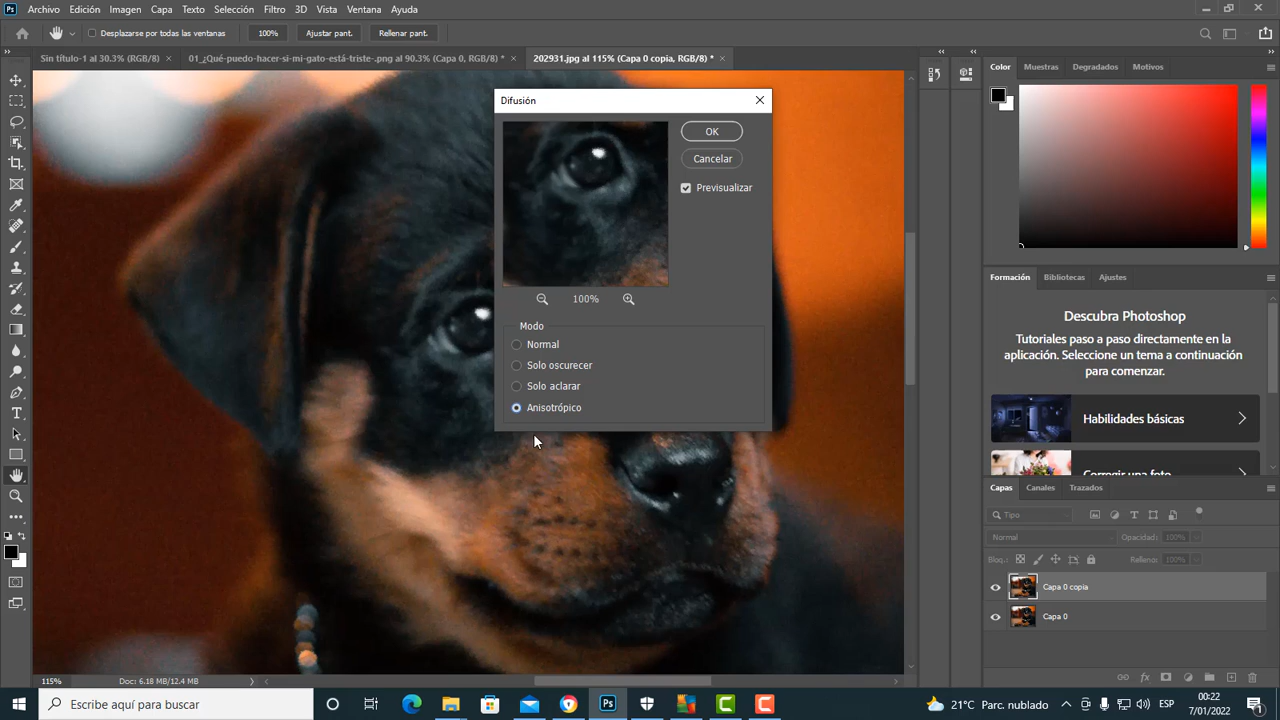 Ps Archivo Edición Imagen Capa Texto Selección Filtro 3D Vista Ventana Ayuda
Desplazarse por todas las ventanas 100% Ajustar pant. Rellenar pant.
Sin título-1 al 30.3% (RGB/8) × 01_¿Qué-puedo-hacer-si-mi-gato-está-triste-.png al 90.3% (Capa 0, RGB/8) * × 202931.jpg al 115% (Capa 0 copia, RGB/8) * ×
Difusión
OK
Cancelar
Previsualizar
100%
Modo
Normal
Solo oscurecer
Solo aclarar
Anisotrópico
Color Muestras Degradados Motivos
Formación Bibliotecas Ajustes
Descubra Photoshop
Tutoriales paso a paso directamente en la
aplicación. Seleccione un tema a continuación
para empezar.
Habilidades básicas
Corregir una foto
Capas Canales Trazados
Tipo
Normal Opacidad: 100%
Bloq.: Relleno: 100%
Capa 0 copia
Capa 0
115% Doc: 6.18 MB/12.4 MB
Escribe aquí para buscar
21°C Parc. nublado
ESP
00:22
7/01/2022